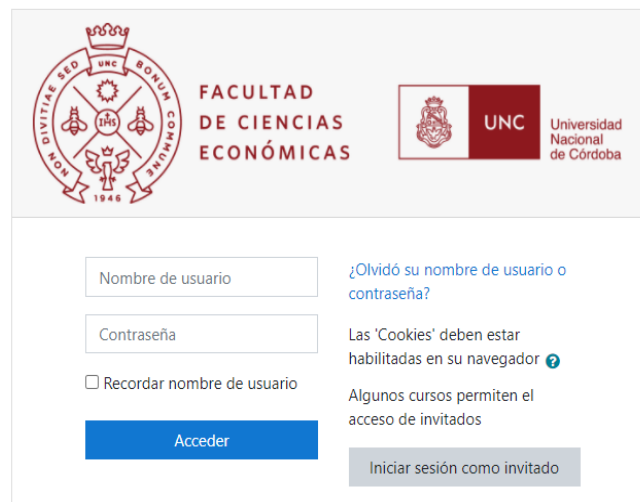 NON DIVITIAE SED BONUM COMMUNE
UNC
IHS
1946
FACULTAD
DE CIENCIAS
ECONÓMICAS
UNC
Universidad
Nacional
de Córdoba
Nombre de usuario
Contraseña
Recordar nombre de usuario
Acceder
¿Olvidó su nombre de usuario o
contraseña?
Las 'Cookies' deben estar
habilitadas en su navegador
Algunos cursos permiten el
acceso de invitados
Iniciar sesión como invitado